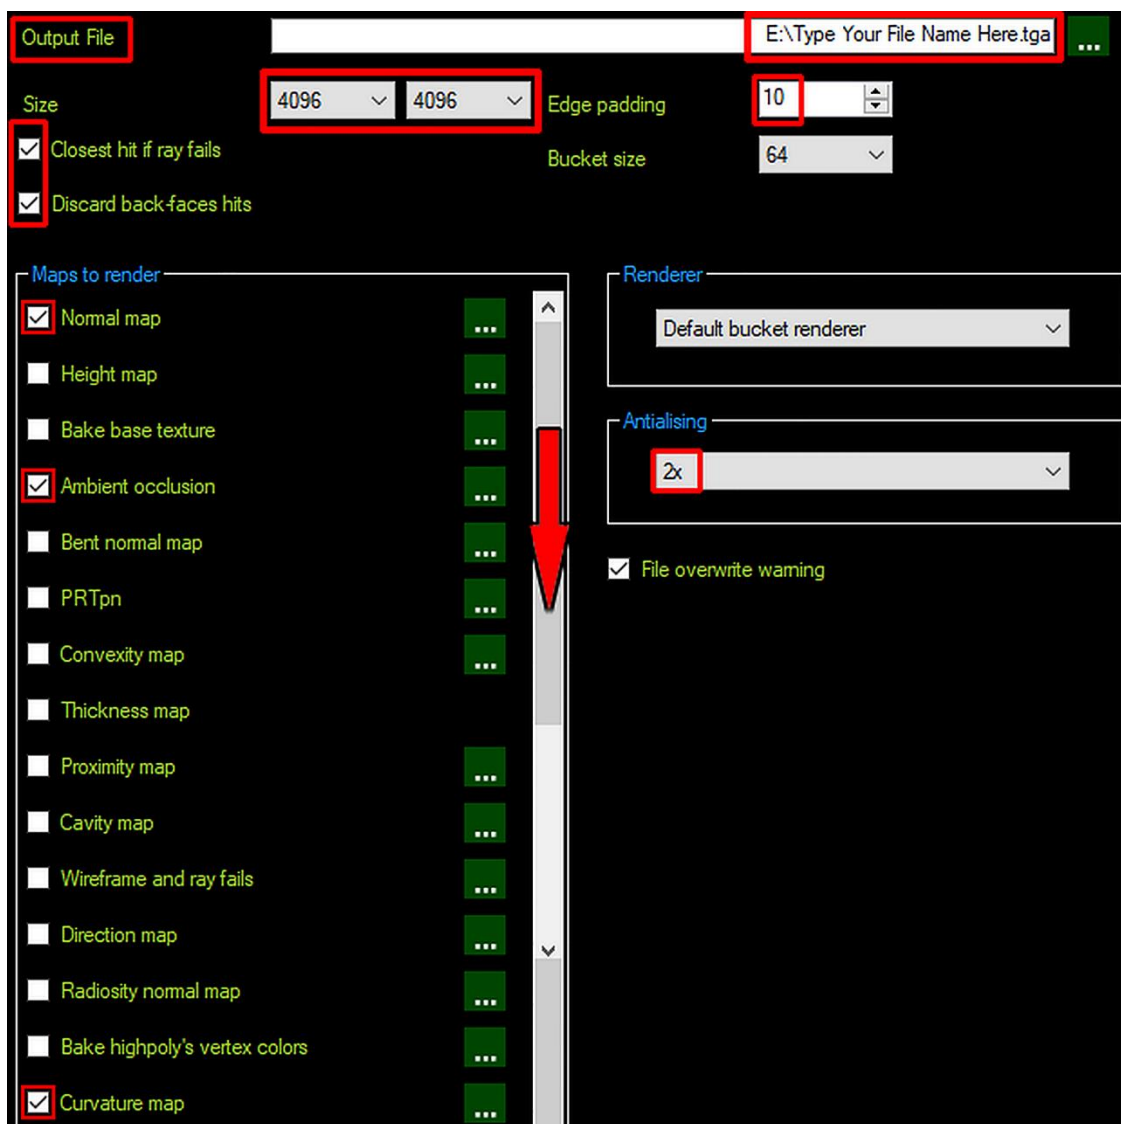 Output File E:\Type Your File Name Here.tga ...
Size 4096 4096 Edge padding 10
Closest hit if ray fails Bucket size 64
Discard back-faces hits
Maps to render
Normal map ...
Height map ...
Bake base texture ...
Ambient occlusion ...
Bent normal map ...
PRTpn ...
Convexity map ...
Thickness map
Proximity map ...
Cavity map ...
Wireframe and ray fails ...
Direction map ...
Radiosity normal map ...
Bake highpoly's vertex colors ...
Curvature map ...
Renderer
Default bucket renderer
Antialising
2x
File overwrite warning